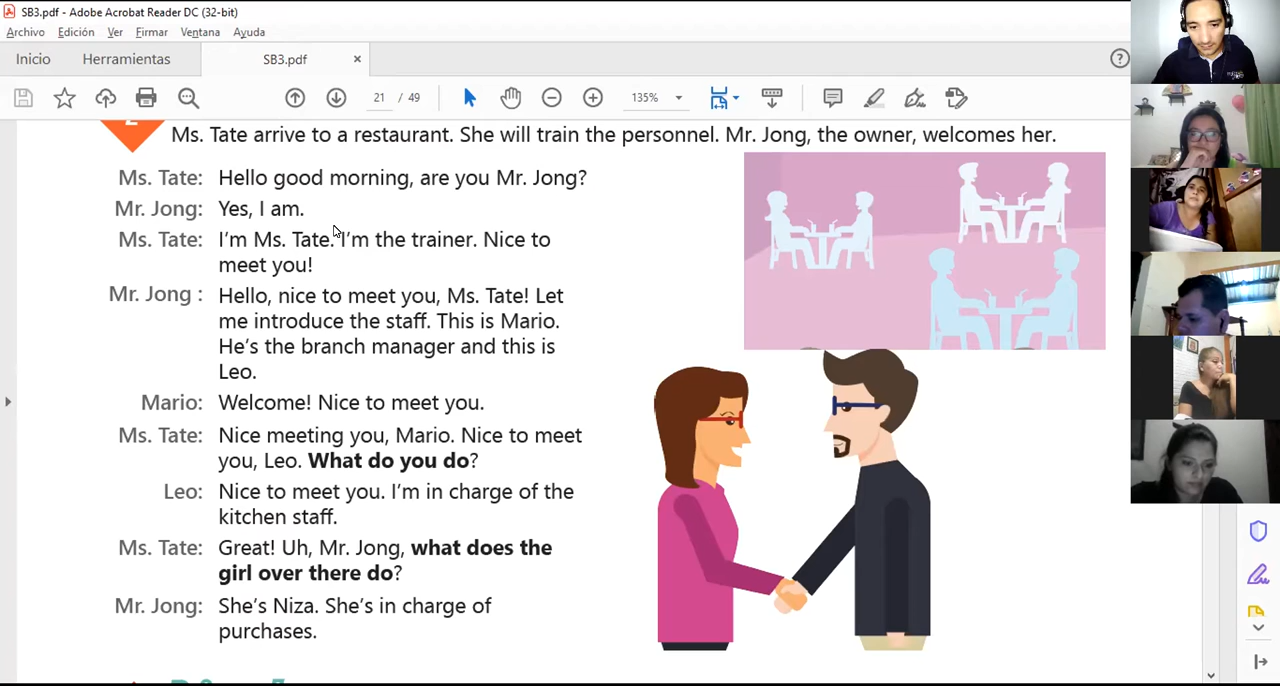 SB3.pdf - Adobe Acrobat Reader DC (32-bit)
Archivo Edición Ver Firmar Ventana Ayuda
Inicio Herramientas SB3.pdf ×
21 / 49 135%
Ms. Tate arrive to a restaurant. She will train the personnel. Mr. Jong, the owner, welcomes her.
Ms. Tate: Hello good morning, are you Mr. Jong?
Mr. Jong: Yes, I am.
Ms. Tate: I'm Ms. Tate. I'm the trainer. Nice to
meet you!
Mr. Jong : Hello, nice to meet you, Ms. Tate! Let
me introduce the staff. This is Mario.
He's the branch manager and this is
Leo.
Mario: Welcome! Nice to meet you.
Ms. Tate: Nice meeting you, Mario. Nice to meet
you, Leo. What do you do?
Leo: Nice to meet you. I'm in charge of the
kitchen staff.
Ms. Tate: Great! Uh, Mr. Jong, what does the
girl over there do?
Mr. Jong: She's Niza. She's in charge of
purchases.